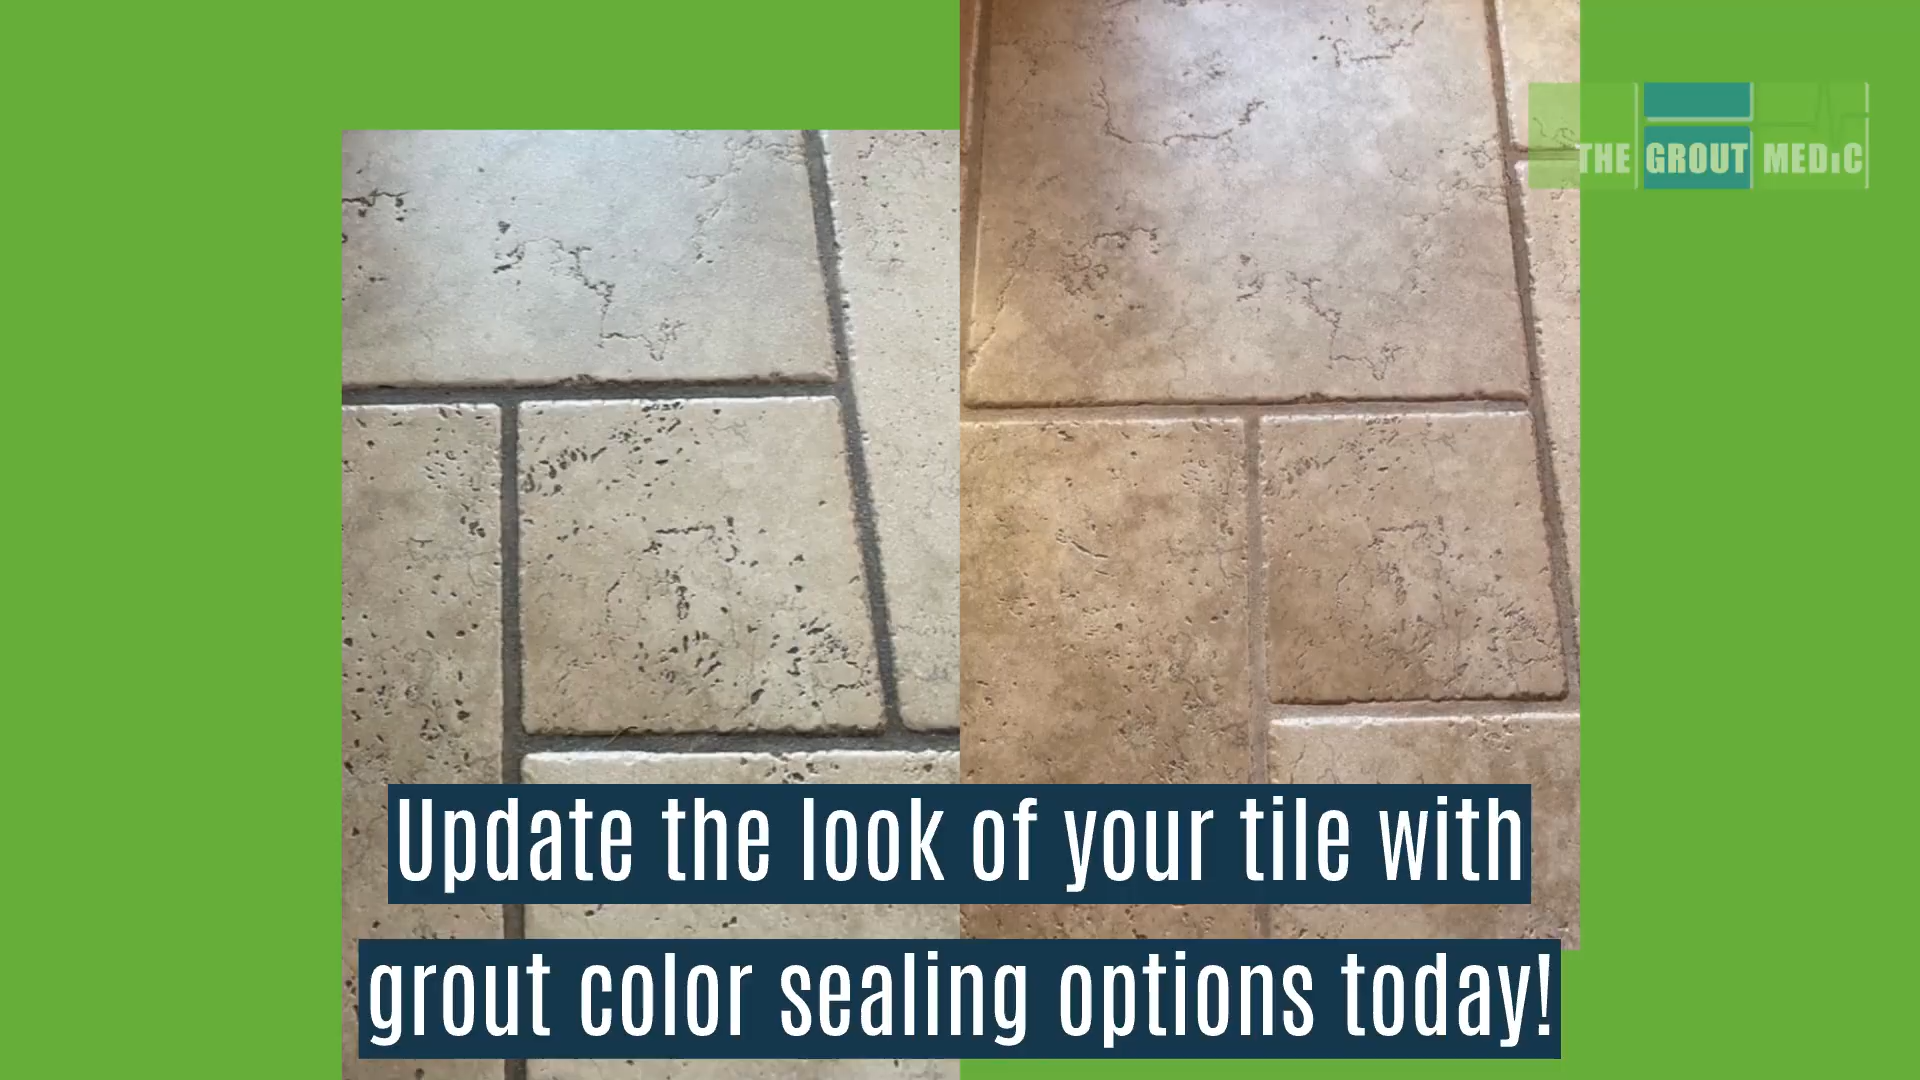 THE GROUT MEDIC
Update the look of your tile with
grout color sealing options today!